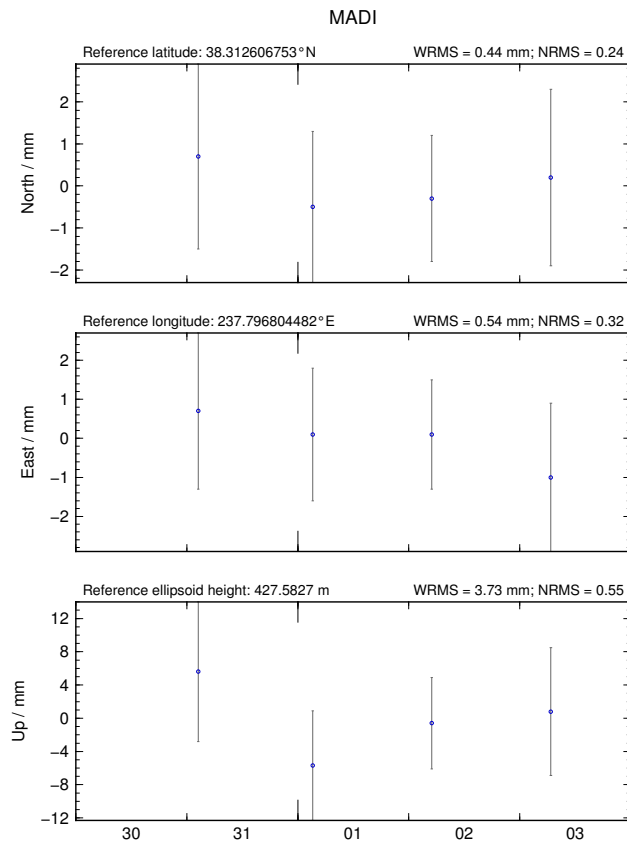 MADI
Reference latitude: 38.312606753°N WRMS = 0.44 mm; NRMS = 0.24
North / mm
2
1
0
−1
−2
Reference longitude: 237.796804482°E WRMS = 0.54 mm; NRMS = 0.32
East / mm
2
1
0
−1
−2
Reference ellipsoid height: 427.5827 m WRMS = 3.73 mm; NRMS = 0.55
Up / mm
12
8
4
0
−4
−8
−12
30 31 01 02 03